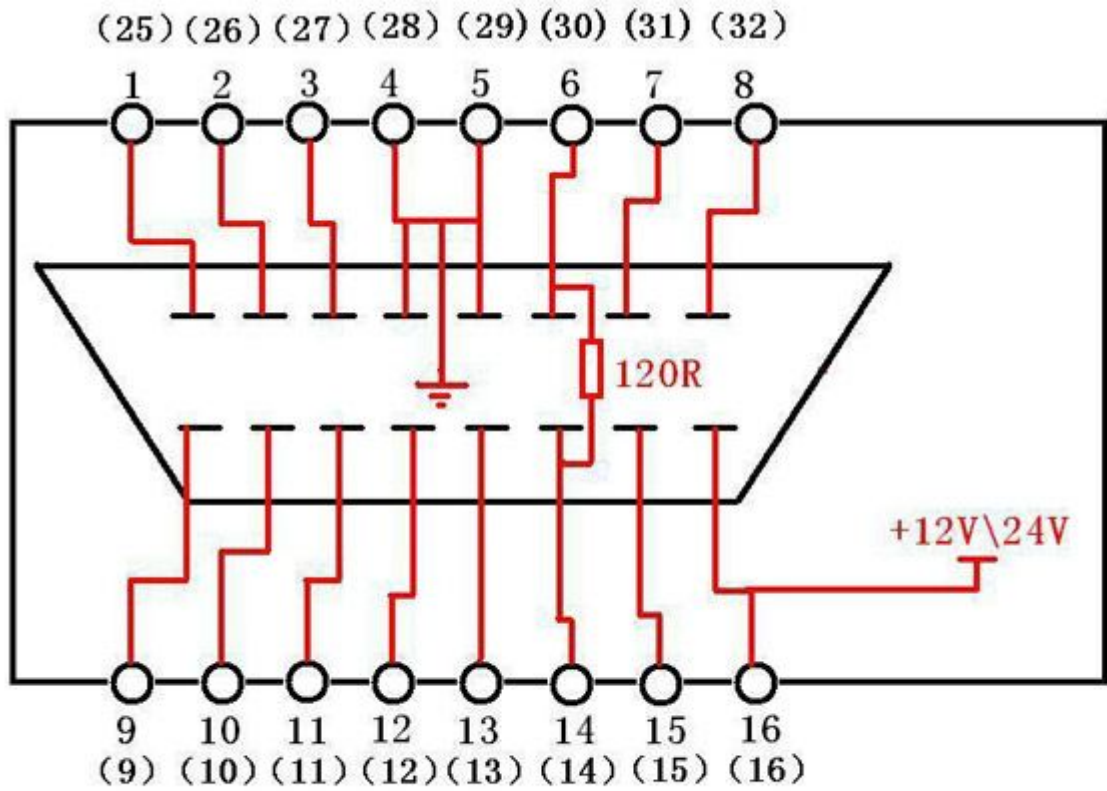 (25) (26) (27) (28) (29) (30) (31) (32)
1 2 3 4 5 6 7 8
120R
+12V\24V
9 10 11 12 13 14 15 16
(9) (10) (11) (12) (13) (14) (15) (16)